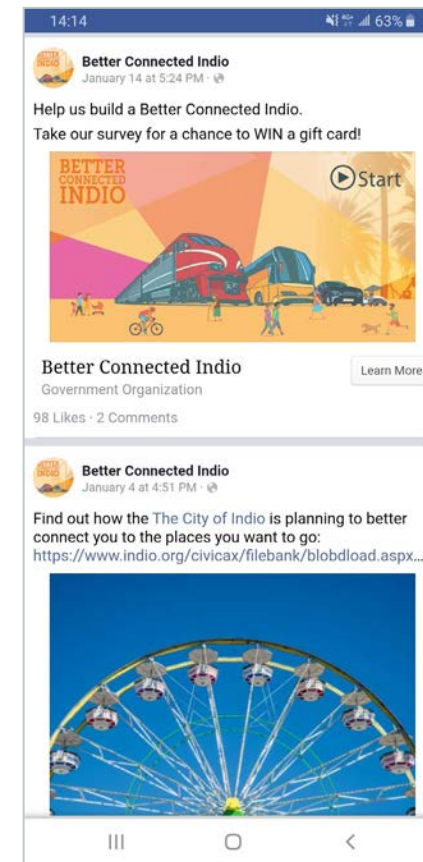 14:14
63%
Better Connected Indio
January 14 at 5:24 PM ·
Help us build a Better Connected Indio.
Take our survey for a chance to WIN a gift card!
BETTER
CONNECTED
INDIO
Start
Better Connected Indio
Government Organization
Learn More
98 Likes · 2 Comments
Better Connected Indio
January 4 at 4:51 PM ·
Find out how the The City of Indio is planning to better
connect you to the places you want to go:
https://www.indio.org/civicax/filebank/blobdload.aspx...